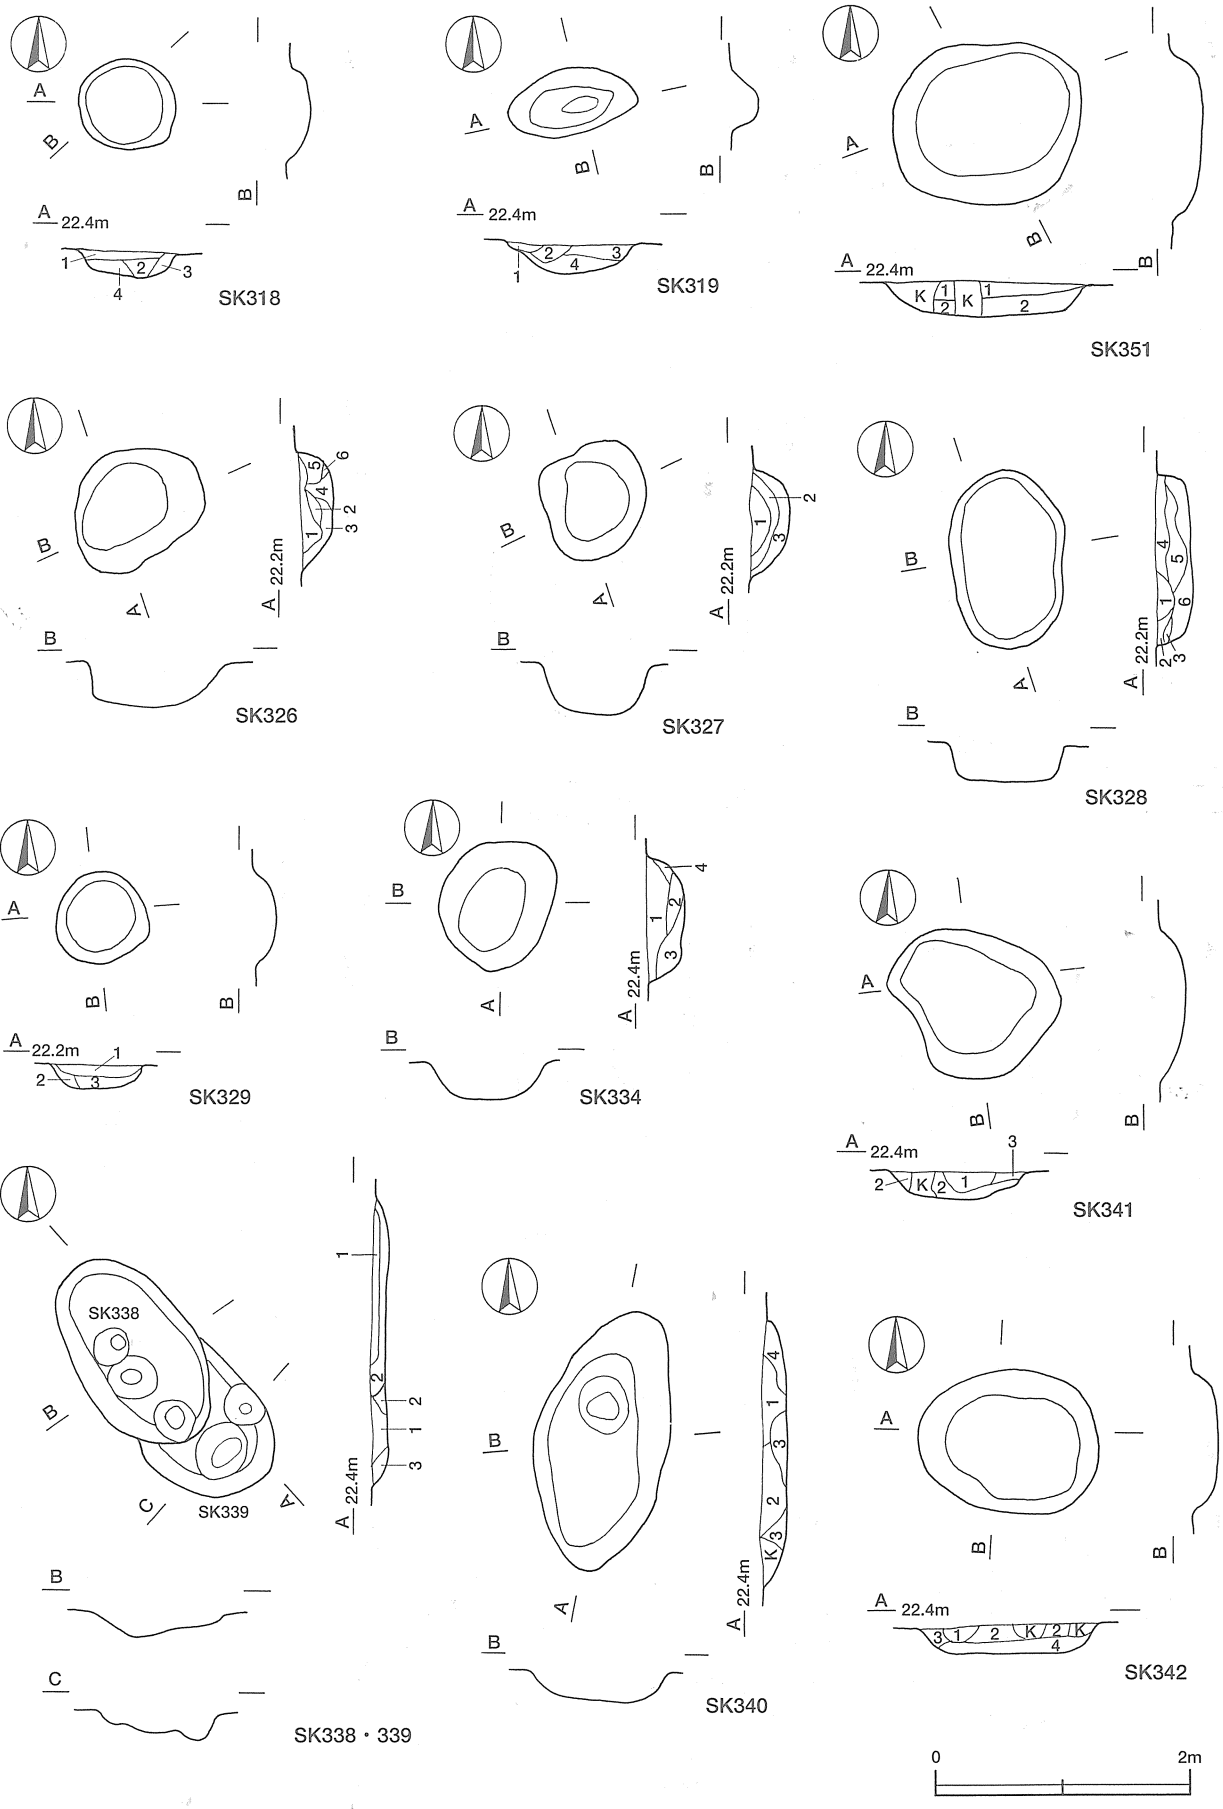 A
B
B
A 22.4m
1
2
3
4
SK318
A
B
B
A 22.4m
1
2
3
4
SK319
A
B
B
A 22.4m
K 1 K 1
2 2
SK351
B
A
5
6
4
2
1
3
A 22.2m
B
SK326
B
A
2
1
3
A 22.2m
B
SK327
B
A
4
5
1
6
2
3
A 22.2m
B
SK328
A
B
B
A 22.2m
1
2
3
SK329
B
A
4
2
1
3
A 22.4m
B
SK334
A
B
B
A 22.4m
3
2 K 2 1
SK341
SK338
B
C
A
SK339
1
2
2
1
3
A 22.4m
B
C
SK338・339
B
A
4
1
3
2
3
K
A 22.4m
B
SK340
A
B
B
A 22.4m
3 1 2 K 2 K
4
SK342
0 2m